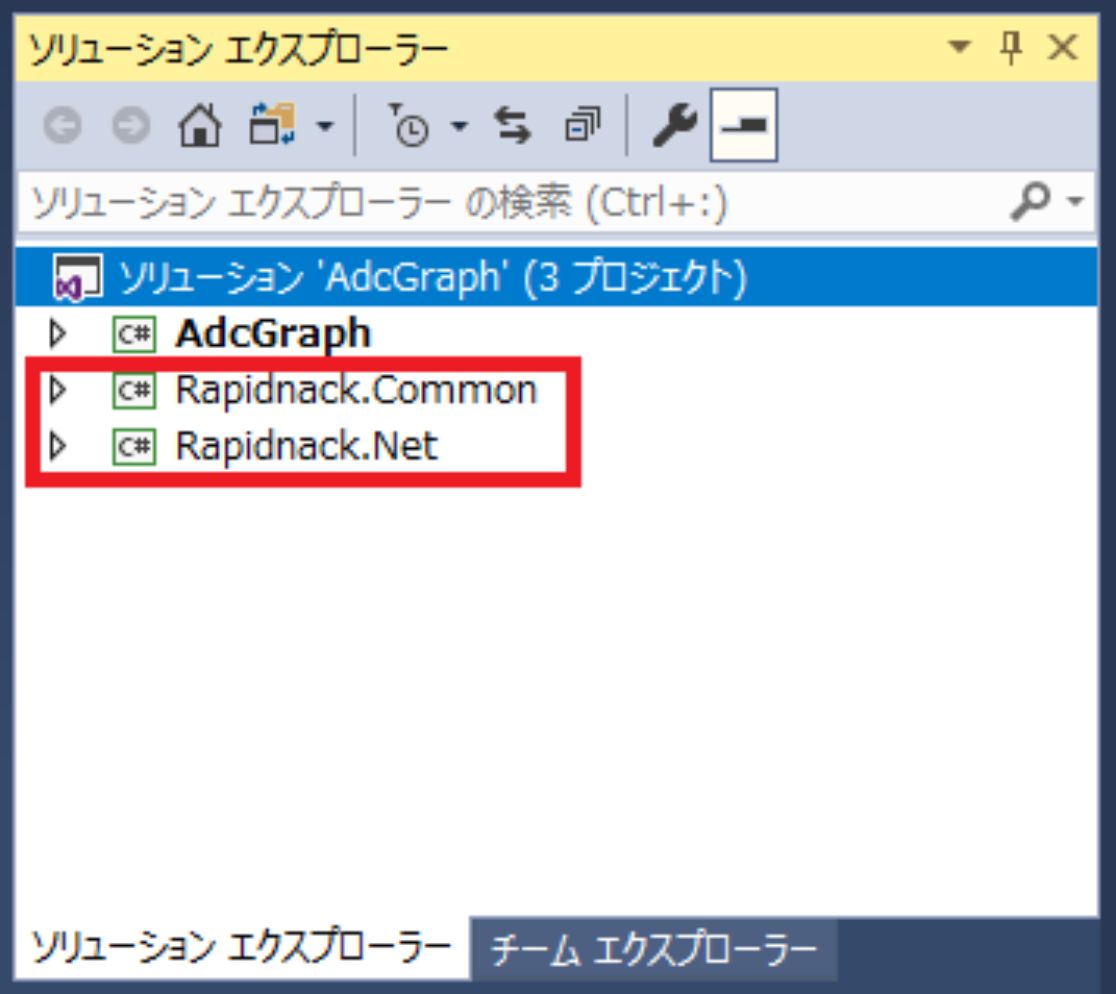 ソリューション エクスプローラー
ソリューション エクスプローラー の検索 (Ctrl+:)
ソリューション 'AdcGraph' (3 プロジェクト)
C# AdcGraph
C# Rapidnack.Common
C# Rapidnack.Net
ソリューション エクスプローラー チーム エクスプローラー